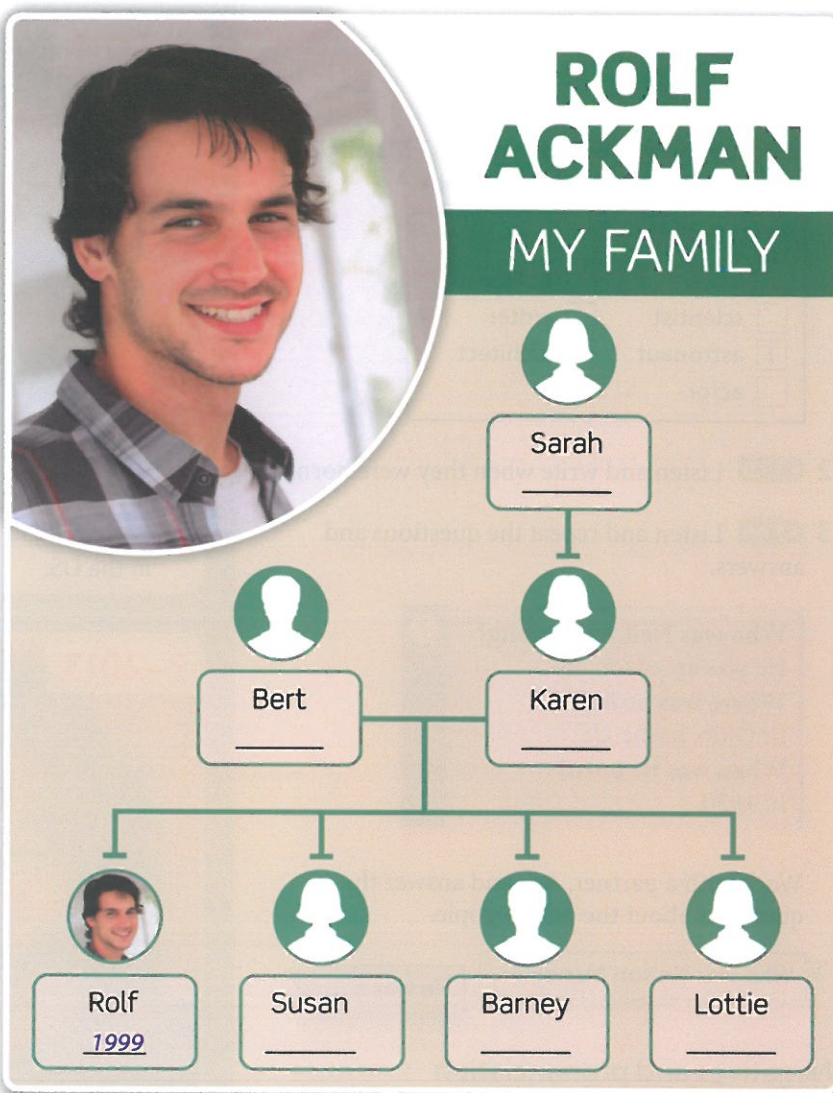 ROLF
ACKMAN
MY FAMILY
Sarah
Bert
Karen
Rolf
1999
Susan
Barney
Lottie